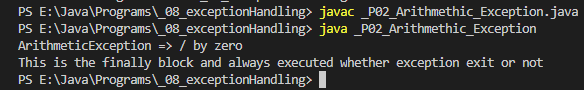 PS E:\Java\Programs\_08_exceptionHandling> javac _P02_Arithmethic_Exception.java
PS E:\Java\Programs\_08_exceptionHandling> java _P02_Arithmethic_Exception
ArithmeticException => / by zero
This is the finally block and always executed whether exception exit or not
PS E:\Java\Programs\_08_exceptionHandling>